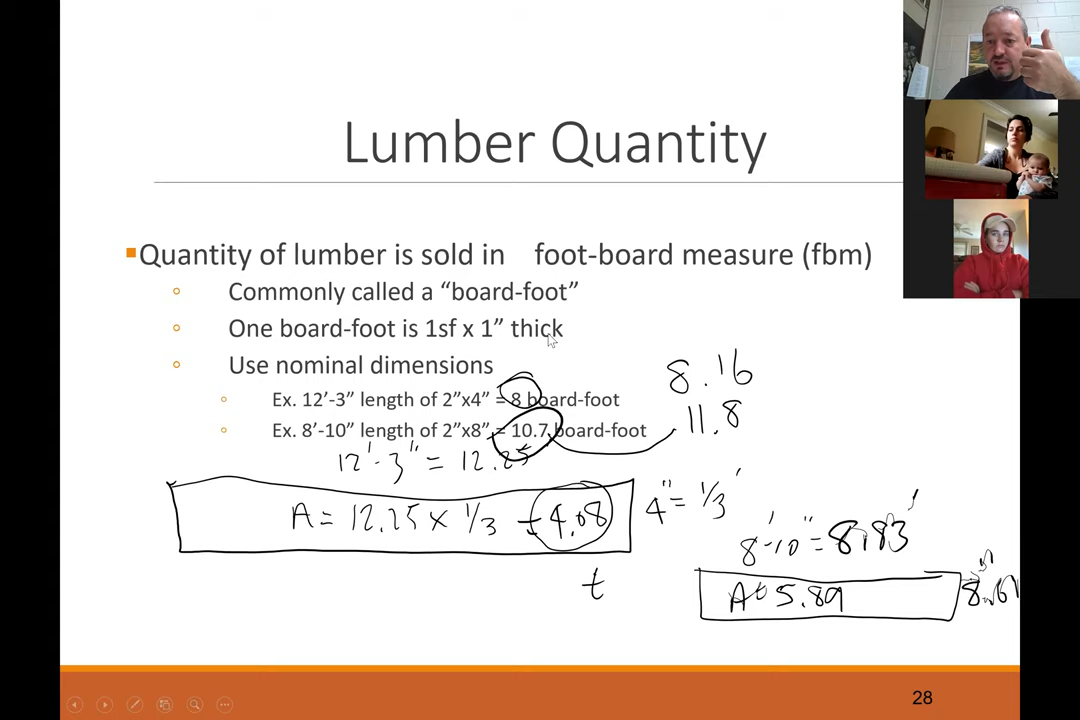 Lumber Quantity
Quantity of lumber is sold in foot-board measure (fbm)
Commonly called a “board-foot”
One board-foot is 1sf x 1” thick
Use nominal dimensions
8.16
Ex. 12’-3” length of 2”x4” = 8 board-foot
11.8
Ex. 8’-10” length of 2”x8” = 10.7 board-foot
12'-3" = 12.25
A = 12.25 x 1/3 = 4.08
4" = 1/3'
8'-10" = 8.83'
t
A = 5.89
28